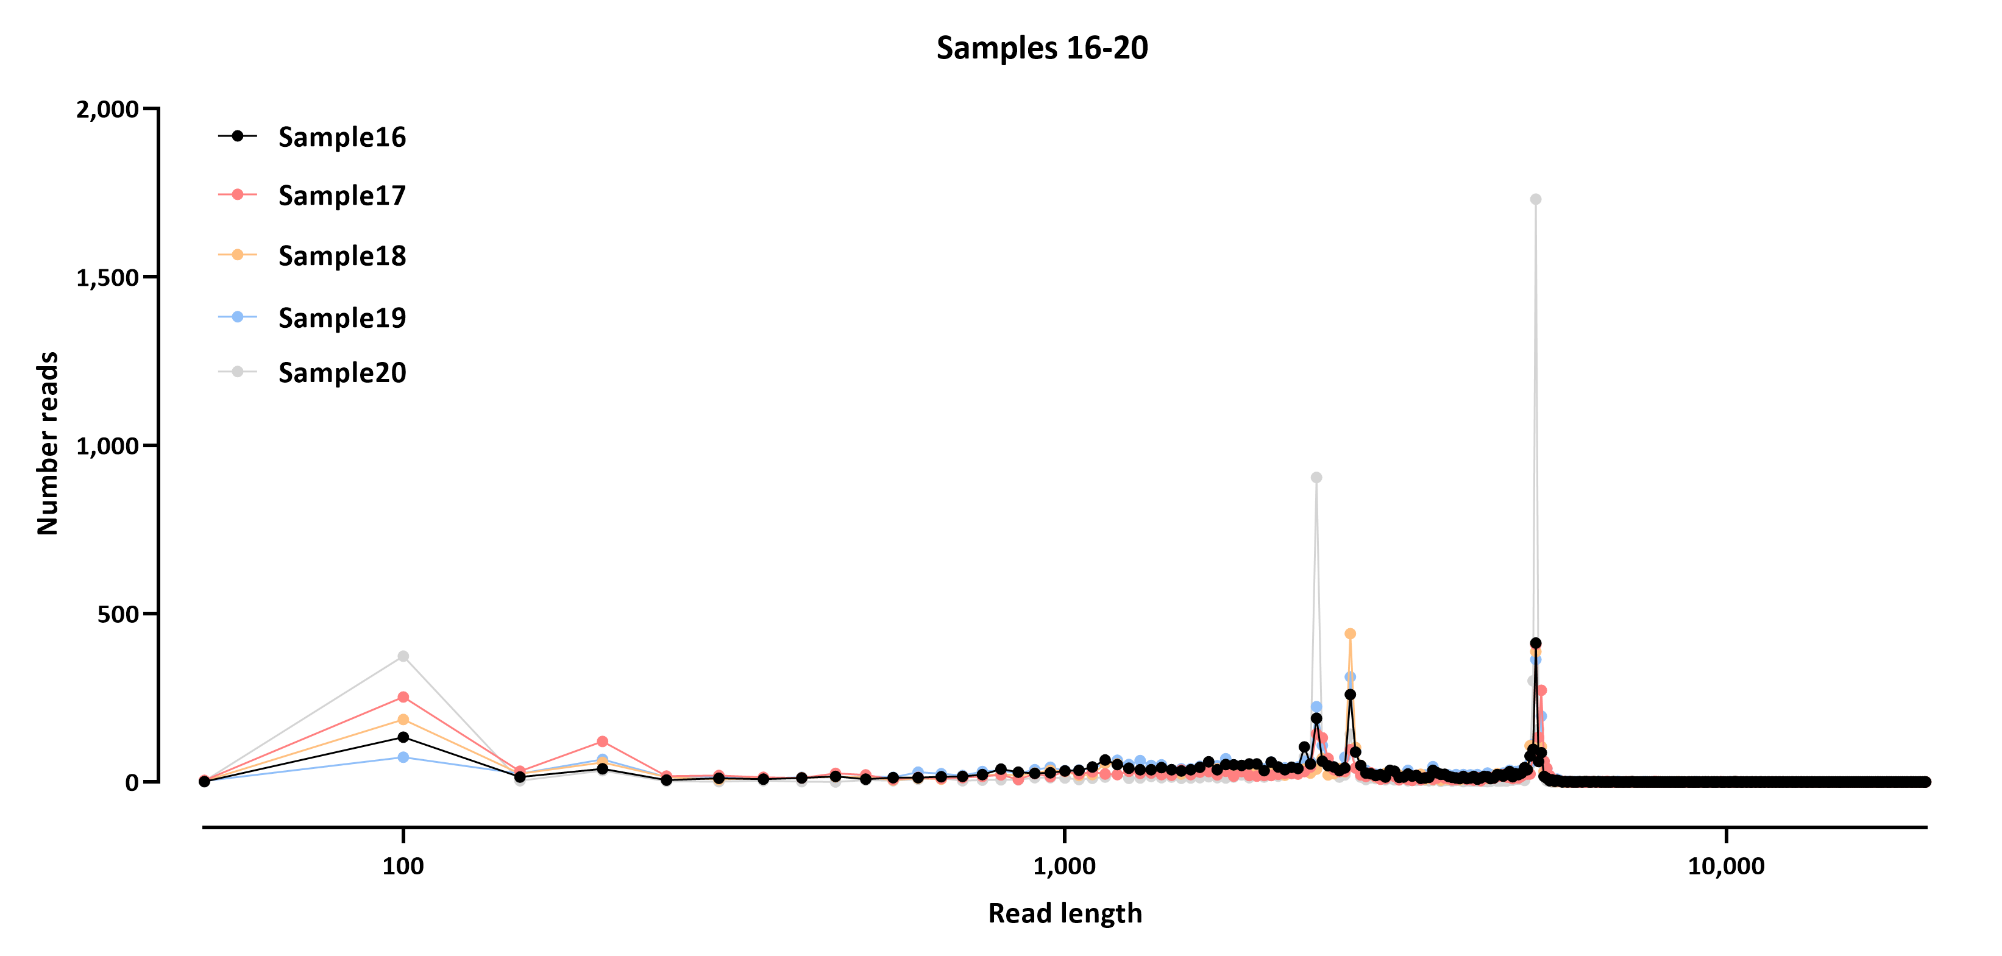 Samples 16-20
2,000
1,500
1,000
500
0
Number reads
Sample16
Sample17
Sample18
Sample19
Sample20
100
1,000
10,000
Read length